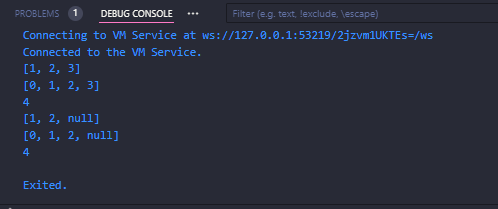 PROBLEMS 1 DEBUG CONSOLE ... Filter (e.g. text, !exclude, \escape)
Connecting to VM Service at ws://127.0.0.1:53219/2jzvm1UKTEs=/ws
Connected to the VM Service.
[1, 2, 3]
[0, 1, 2, 3]
4
[1, 2, null]
[0, 1, 2, null]
4
Exited.